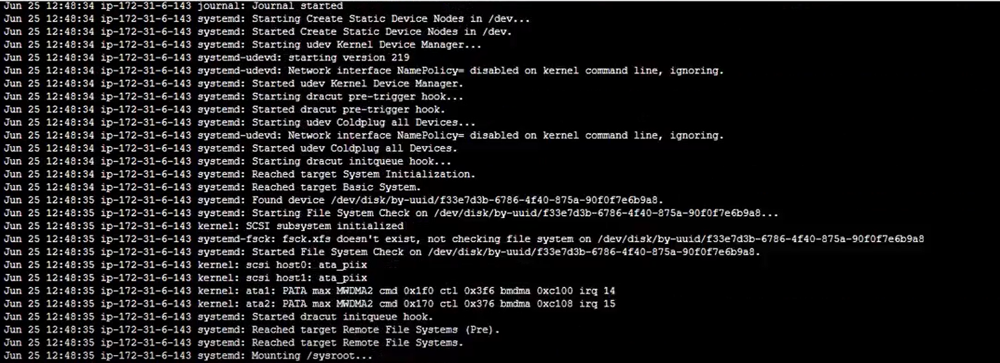 Jun 25 12:48:34 ip-172-31-6-143 journal: Journal started
Jun 25 12:48:34 ip-172-31-6-143 systemd: Starting Create Static Device Nodes in /dev...
Jun 25 12:48:34 ip-172-31-6-143 systemd: Started Create Static Device Nodes in /dev.
Jun 25 12:48:34 ip-172-31-6-143 systemd: Starting udev Kernel Device Manager...
Jun 25 12:48:34 ip-172-31-6-143 systemd-udevd: starting version 219
Jun 25 12:48:34 ip-172-31-6-143 systemd-udevd: Network interface NamePolicy= disabled on kernel command line, ignoring.
Jun 25 12:48:34 ip-172-31-6-143 systemd: Started udev Kernel Device Manager.
Jun 25 12:48:34 ip-172-31-6-143 systemd: Starting dracut pre-trigger hook...
Jun 25 12:48:34 ip-172-31-6-143 systemd: Started dracut pre-trigger hook.
Jun 25 12:48:34 ip-172-31-6-143 systemd: Starting udev Coldplug all Devices...
Jun 25 12:48:34 ip-172-31-6-143 systemd-udevd: Network interface NamePolicy= disabled on kernel command line, ignoring.
Jun 25 12:48:34 ip-172-31-6-143 systemd: Started udev Coldplug all Devices.
Jun 25 12:48:34 ip-172-31-6-143 systemd: Starting dracut initqueue hook...
Jun 25 12:48:34 ip-172-31-6-143 systemd: Reached target System Initialization.
Jun 25 12:48:34 ip-172-31-6-143 systemd: Reached target Basic System.
Jun 25 12:48:35 ip-172-31-6-143 systemd: Found device /dev/disk/by-uuid/f33e7d3b-6786-4f40-875a-90f0f7e6b9a8.
Jun 25 12:48:35 ip-172-31-6-143 systemd: Starting File System Check on /dev/disk/by-uuid/f33e7d3b-6786-4f40-875a-90f0f7e6b9a8...
Jun 25 12:48:35 ip-172-31-6-143 kernel: SCSI subsystem initialized
Jun 25 12:48:35 ip-172-31-6-143 systemd-fsck: fsck.xfs doesn't exist, not checking file system on /dev/disk/by-uuid/f33e7d3b-6786-4f40-875a-90f0f7e6b9a8
Jun 25 12:48:35 ip-172-31-6-143 systemd: Started File System Check on /dev/disk/by-uuid/f33e7d3b-6786-4f40-875a-90f0f7e6b9a8.
Jun 25 12:48:35 ip-172-31-6-143 kernel: scsi host0: ata_piix
Jun 25 12:48:35 ip-172-31-6-143 kernel: scsi host1: ata_piix
Jun 25 12:48:35 ip-172-31-6-143 kernel: ata1: PATA max MWDMA2 cmd 0x1f0 ctl 0x3f6 bmdma 0xc100 irq 14
Jun 25 12:48:35 ip-172-31-6-143 kernel: ata2: PATA max MWDMA2 cmd 0x170 ctl 0x376 bmdma 0xc108 irq 15
Jun 25 12:48:35 ip-172-31-6-143 systemd: Started dracut initqueue hook.
Jun 25 12:48:35 ip-172-31-6-143 systemd: Reached target Remote File Systems (Pre).
Jun 25 12:48:35 ip-172-31-6-143 systemd: Reached target Remote File Systems.
Jun 25 12:48:35 ip-172-31-6-143 systemd: Mounting /sysroot...